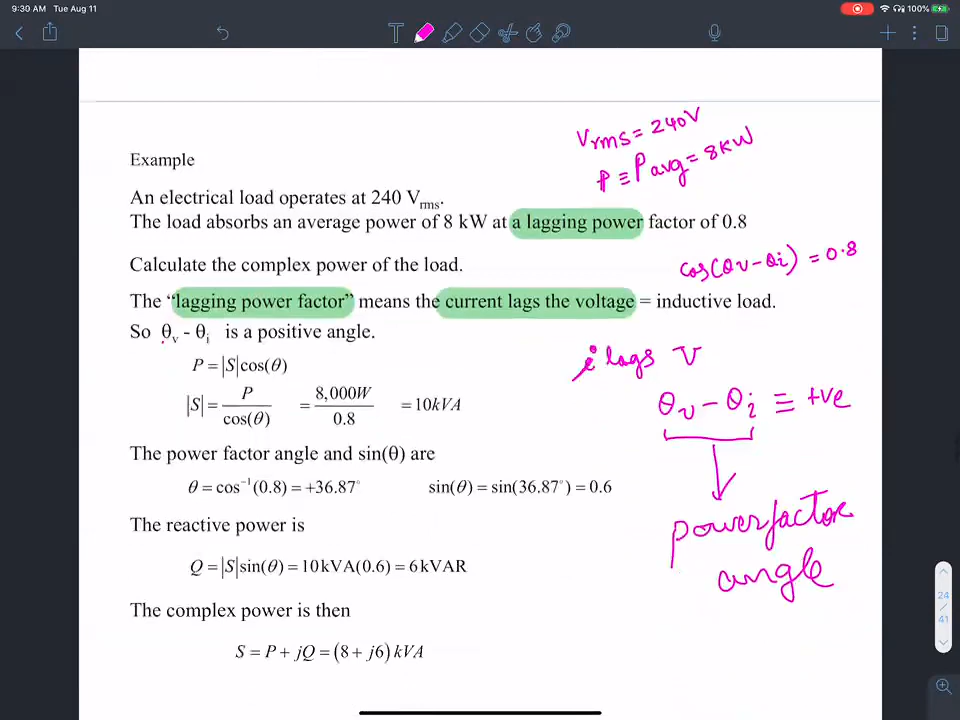 9:30 AM Tue Aug 11
100%
Vrms = 240V
P ≡ Pavg = 8KW
Example
An electrical load operates at 240 Vrms.
The load absorbs an average power of 8 kW at a lagging power factor of 0.8
cos(θv-θi) = 0.8
Calculate the complex power of the load.
The “lagging power factor” means the current lags the voltage = inductive load.
So θv - θi is a positive angle.
i lags V
P = |S|cos(θ)
θv - θi ≡ +ve
|S| = P/cos(θ) = 8,000W/0.8 = 10kVA
The power factor angle and sin(θ) are
θ = cos⁻¹(0.8) = +36.87° sin(θ) = sin(36.87°) = 0.6
powerfactor
angle
The reactive power is
Q = |S|sin(θ) = 10kVA(0.6) = 6kVAR
The complex power is then
S = P + jQ = (8 + j6) kVA
24
/
41